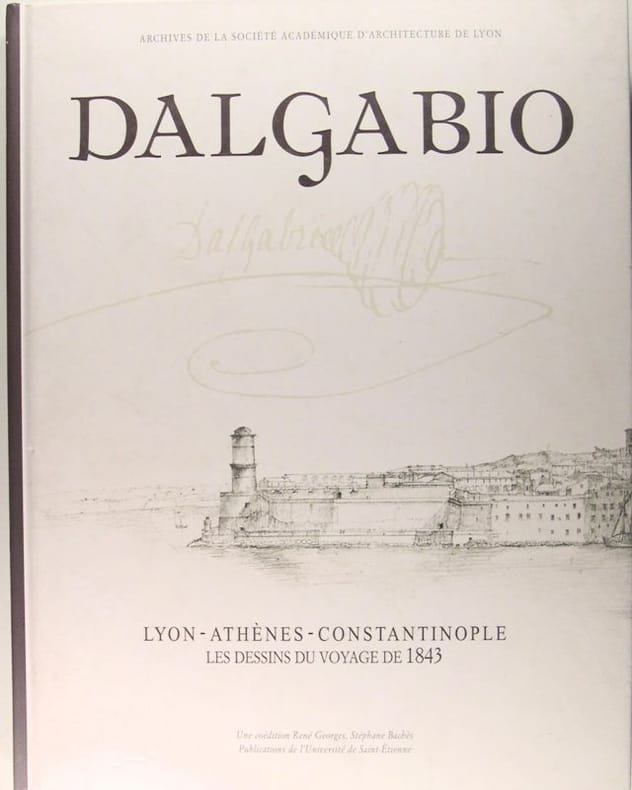 ARCHIVES DE LA SOCIÉTÉ ACADÉMIQUE D'ARCHITECTURE DE LYON
DALGABIO
Dalgabio
LYON-ATHÈNES-CONSTANTINOPLE
LES DESSINS DU VOYAGE DE 1843
Une coédition René Georges, Stéphane Bachès
Publications de l'Université de Saint-Étienne